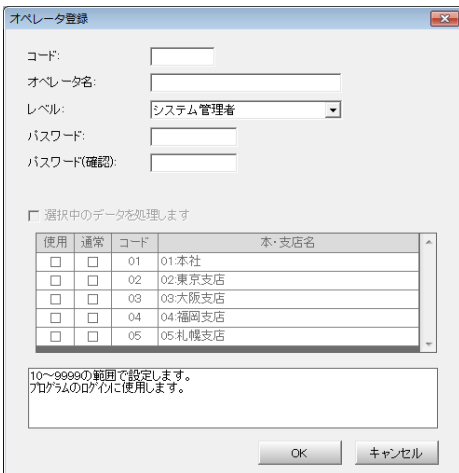 オペレータ登録
コード:
オペレータ名:
レベル: システム管理者
パスワード:
パスワード(確認):
選択中のデータを処理します
使用 通常 コード 本・支店名
01 01:本社
02 02:東京支店
03 03:大阪支店
04 04:福岡支店
05 05:札幌支店
10～9999の範囲で設定します。
プログラムのログインに使用します。
OK キャンセル